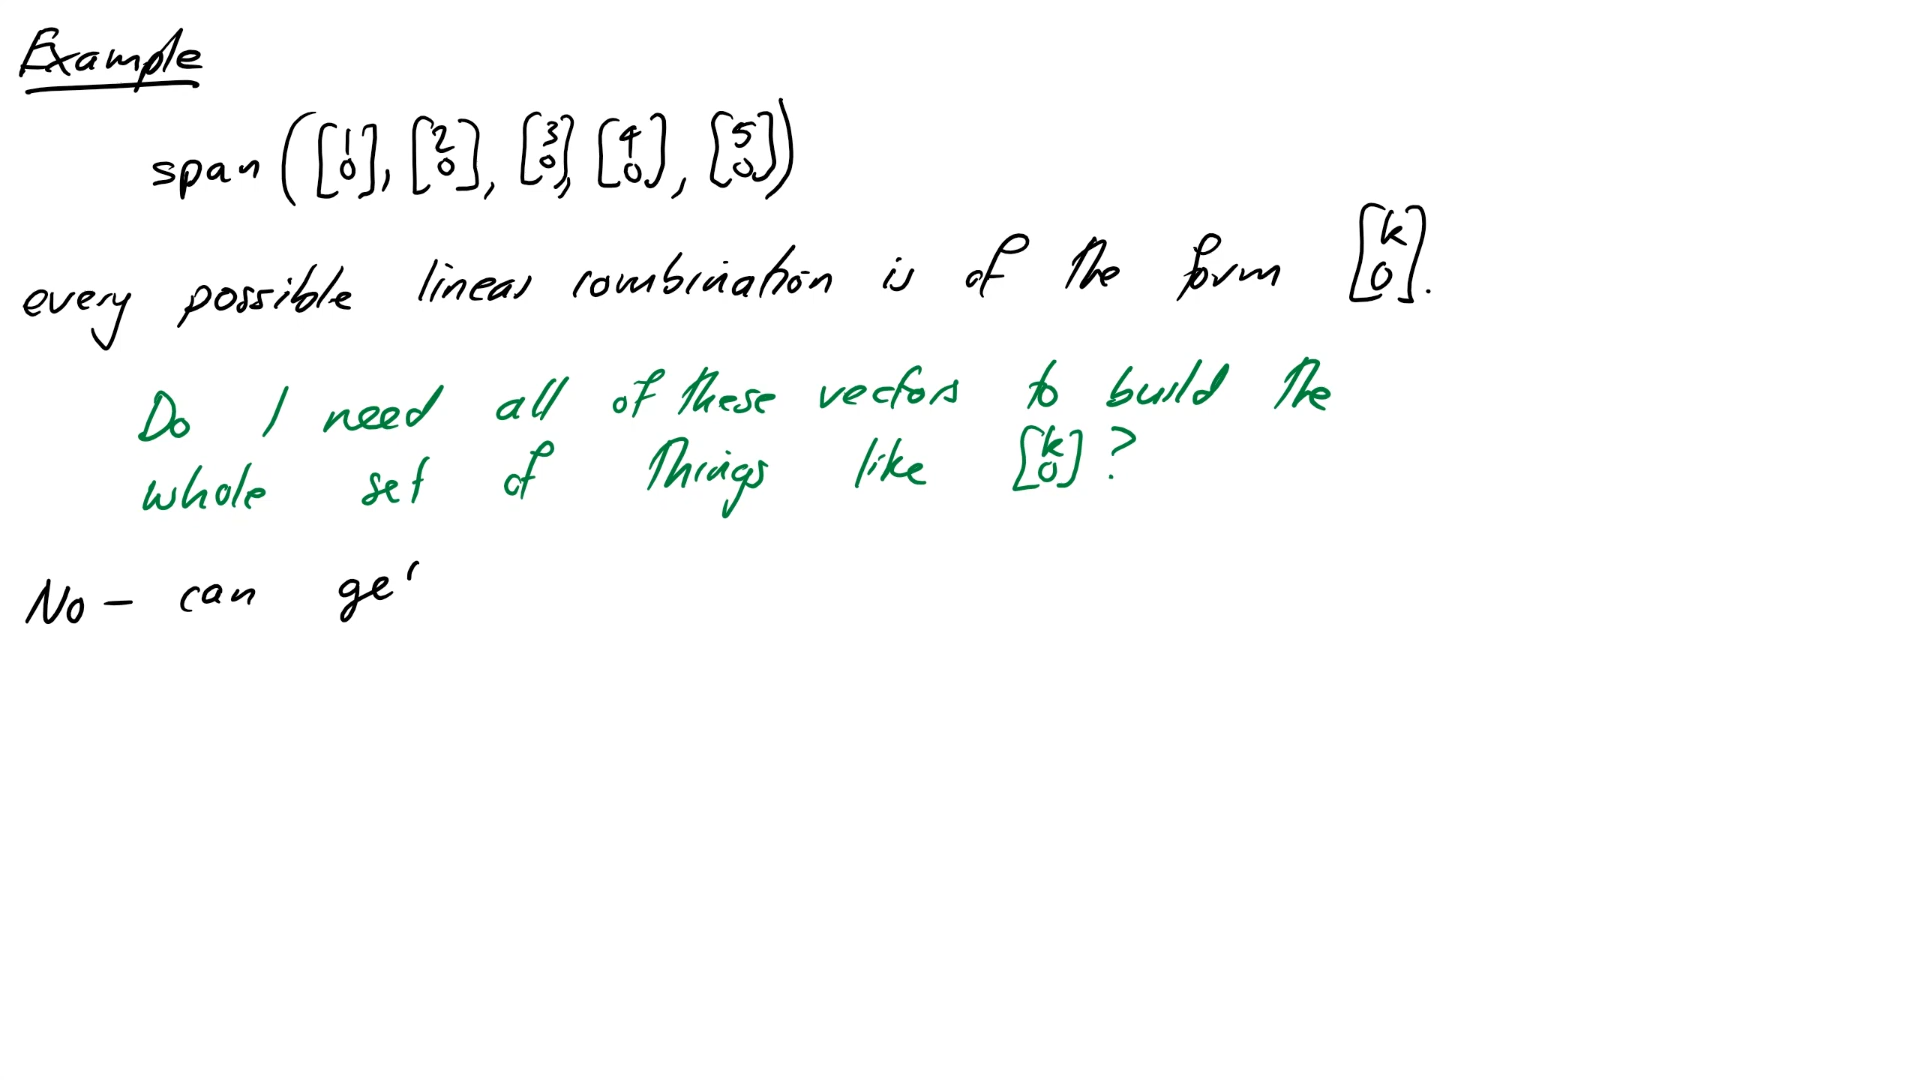 Example
span ([1 0], [2 0], [3 0], [4 0], [5 0])
every possible linear combination is of the form [k 0].
Do I need all of these vectors to build the
whole set of things like [k 0]?
No - can ge